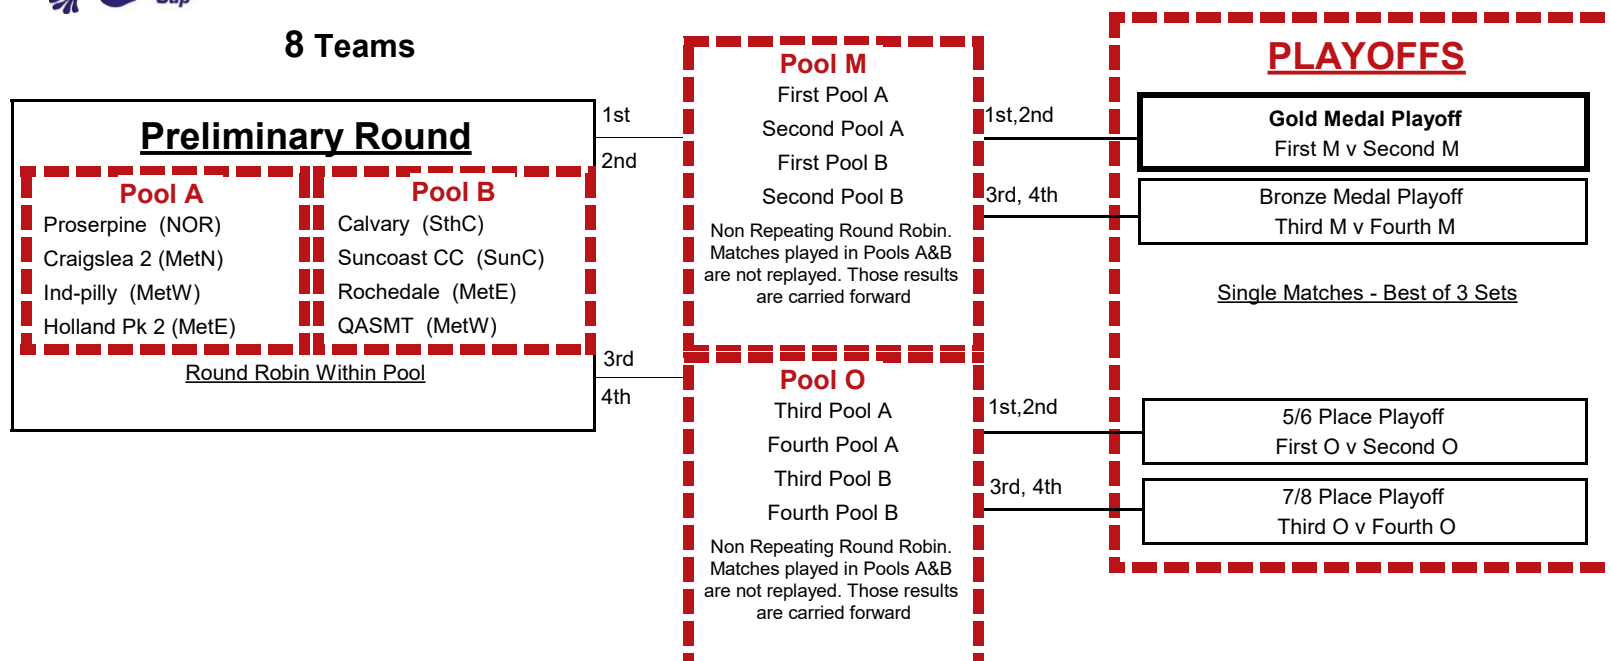 Cup
8 Teams
Preliminary Round
Pool A
Proserpine (NOR)
Craigslea 2 (MetN)
Ind-pilly (MetW)
Holland Pk 2 (MetE)
Pool B
Calvary (SthC)
Suncoast CC (SunC)
Rochedale (MetE)
QASMT (MetW)
Round Robin Within Pool
1st
2nd
3rd
4th
Pool M
First Pool A
Second Pool A
First Pool B
Second Pool B
Non Repeating Round Robin.
Matches played in Pools A&B
are not replayed. Those results
are carried forward
Pool O
Third Pool A
Fourth Pool A
Third Pool B
Fourth Pool B
Non Repeating Round Robin.
Matches played in Pools A&B
are not replayed. Those results
are carried forward
1st,2nd
3rd, 4th
1st,2nd
3rd, 4th
PLAYOFFS
Gold Medal Playoff
First M v Second M
Bronze Medal Playoff
Third M v Fourth M
Single Matches - Best of 3 Sets
5/6 Place Playoff
First O v Second O
7/8 Place Playoff
Third O v Fourth O